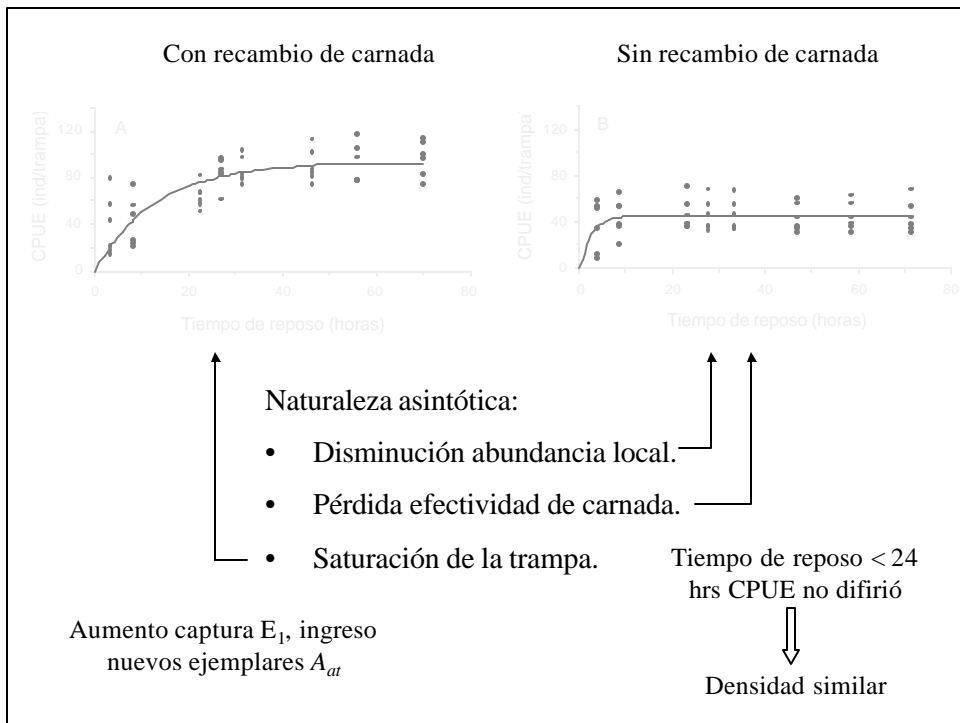 Con recambio de carnada
Sin recambio de carnada
CPUE (ind/trampa)
120
80
40
0
A
0
20
40
60
80
Tiempo de reposo (horas)
CPUE (ind/trampa)
120
80
40
0
B
0
20
40
60
80
Tiempo de reposo (horas)
Naturaleza asintótica:
• Disminución abundancia local.
• Pérdida efectividad de carnada.
• Saturación de la trampa.
Tiempo de reposo < 24
hrs CPUE no difirió
Aumento captura E₁, ingreso
nuevos ejemplares Aat
Densidad similar